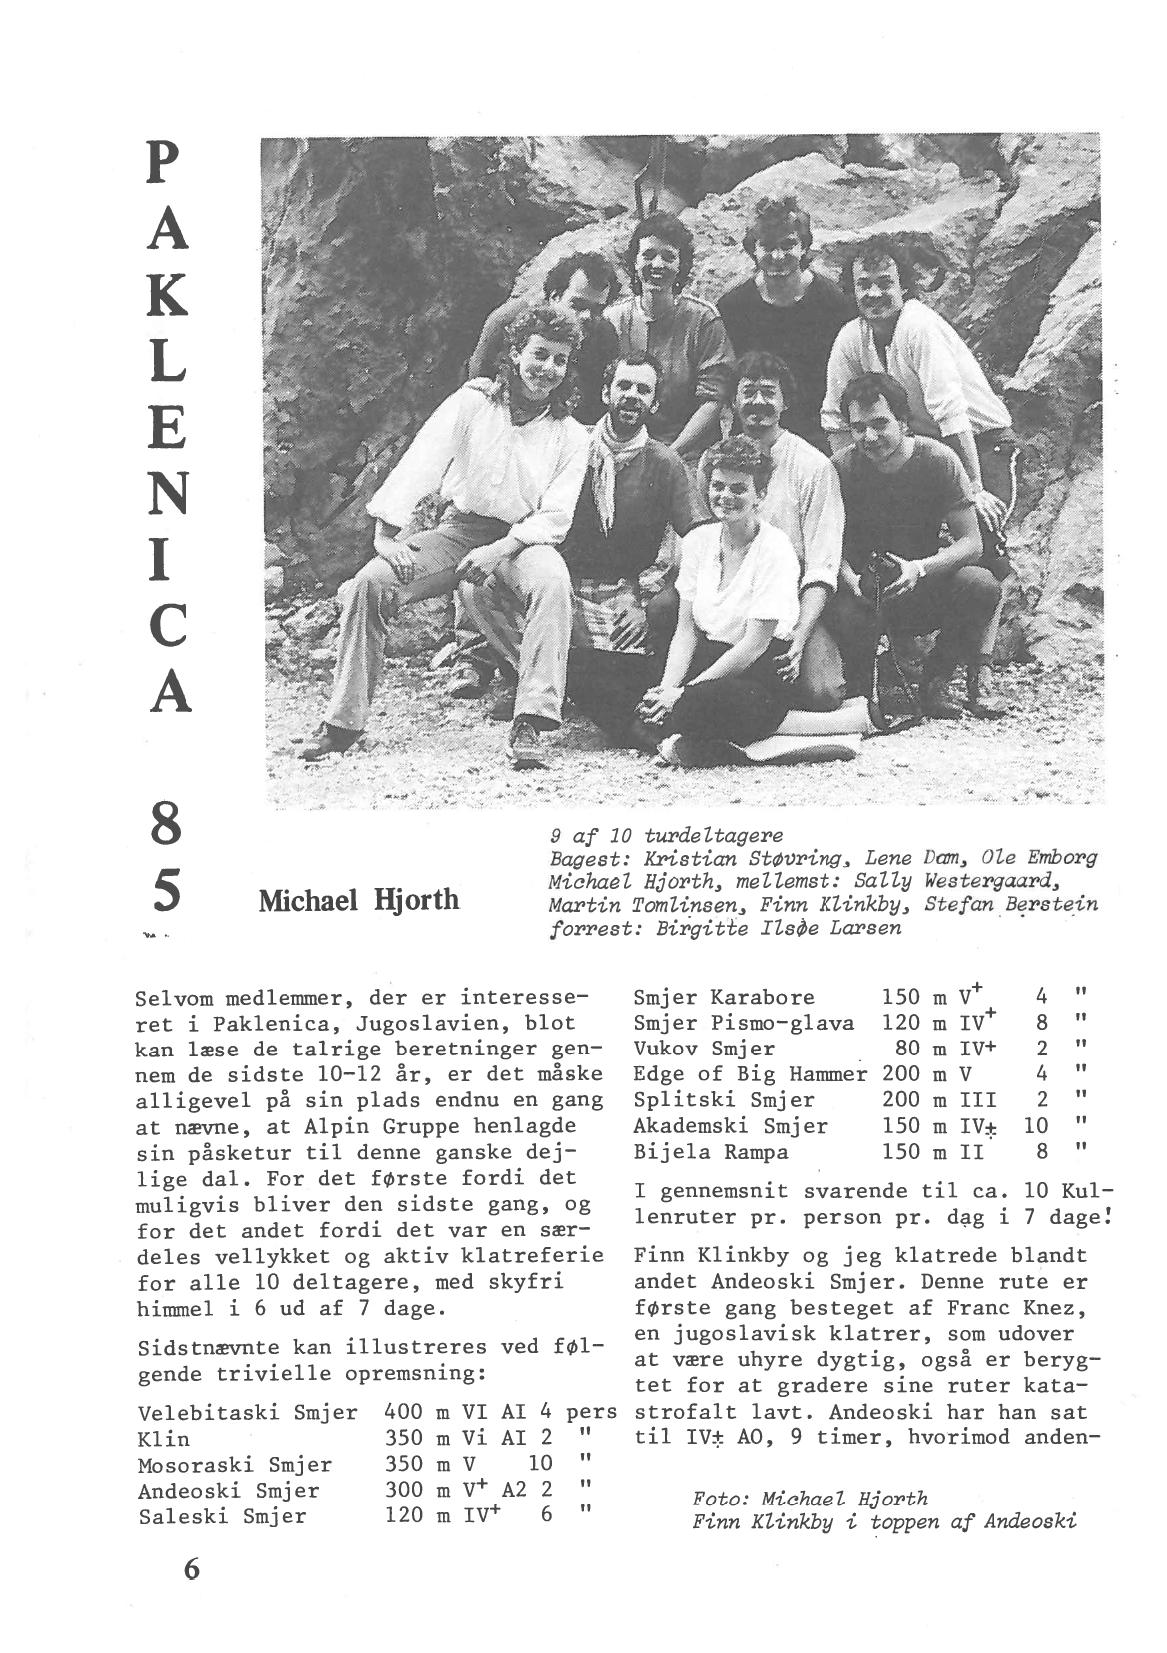 PAKLENICA 85
9 af 10 turdeltagere
Bagest: Kristian Støvring, Lene Dam, Ole Emborg
Michael Hjorth, mellemst: Sally Westergaard,
Martin Tomlinsen, Finn Klinkby, Stefan Berstein
forrest: Birgitte Ilsøe Larsen
Michael Hjorth
Selvom medlemmer, der er interesse-
ret i Paklenica, Jugoslavien, blot
kan læse de talrige beretninger gen-
nem de sidste 10-12 år, er det måske
alligevel på sin plads endnu en gang
at nævne, at Alpin Gruppe henlagde
sin påsketur til denne ganske dej-
lige dal. For det første fordi det
muligvis bliver den sidste gang, og
for det andet fordi det var en sær-
deles vellykket og aktiv klatreferie
for alle 10 deltagere, med skyfri
himmel i 6 ud af 7 dage.
Sidstnævnte kan illustreres ved føl-
gende trivielle opremsning:
Velebitaski Smjer 400 m VI AI 4 pers
Klin 350 m Vi AI 2 "
Mosoraski Smjer 350 m V 10 "
Andeoski Smjer 300 m V+ A2 2 "
Saleski Smjer 120 m IV+ 6 "
Smjer Karabore 150 m V+ 4 "
Smjer Pismo-glava 120 m IV+ 8 "
Vukov Smjer 80 m IV+ 2 "
Edge of Big Hammer 200 m V 4 "
Splitski Smjer 200 m III 2 "
Akademski Smjer 150 m IV± 10 "
Bijela Rampa 150 m II 8 "
I gennemsnit svarende til ca. 10 Kul-
lenruter pr. person pr. dag i 7 dage!
Finn Klinkby og jeg klatrede blandt
andet Andeoski Smjer. Denne rute er
første gang besteget af Franc Knez,
en jugoslavisk klatrer, som udover
at være uhyre dygtig, også er beryg-
tet for at gradere sine ruter kata-
strofalt lavt. Andeoski har han sat
til IV± AO, 9 timer, hvorimod anden-
Foto: Michael Hjorth
Finn Klinkby i toppen af Andeoski
6